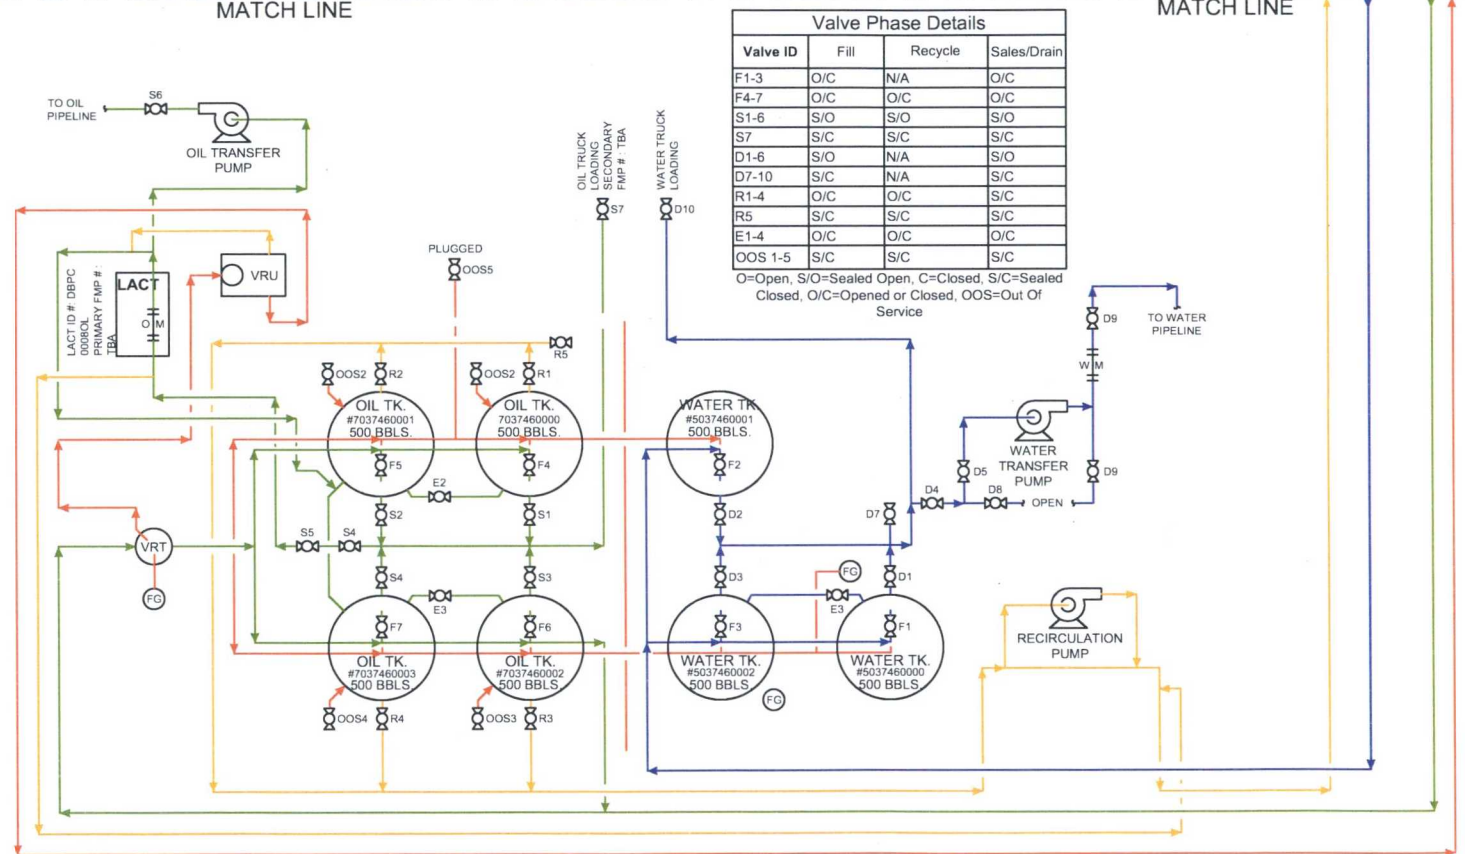 MATCH LINE
MATCH LINE
Valve Phase Details
Valve ID Fill Recycle Sales/Drain
F1-3 O/C N/A O/C
F4-7 O/C O/C O/C
S1-6 S/O S/O S/O
S7 S/C S/C S/C
D1-6 S/O N/A S/O
D7-10 S/C N/A S/C
R1-4 O/C O/C S/C
R5 S/C S/C S/C
E1-4 O/C O/C O/C
OOS 1-5 S/C S/C S/C
O=Open, S/O=Sealed Open, C=Closed, S/C=Sealed
Closed, O/C=Opened or Closed, OOS=Out Of
Service
TO OIL
PIPELINE
S6
OIL TRANSFER
PUMP
OIL TRUCK
LOADING
SECONDARY
FMP # : TBA
S7
WATER TRUCK
LOADING
D10
PLUGGED
OOS5
VRU
LACT
LACT ID #: DBPC
0008OL
PRIMARY FMP # :
TBA
O M
R5
OOS2
R2
OOS2
R1
OIL TK.
#7037460001
500 BBLS.
OIL TK.
7037460000
500 BBLS.
WATER TK.
#5037460001
500 BBLS.
F5
F4
F2
E2
S2
S1
D2
D7
S5
S4
VRT
FG
S4
S3
D3
D1
FG
E3
E3
F7
F6
F3
F1
OIL TK.
#7037460003
500 BBLS.
OIL TK.
#7037460002
500 BBLS.
WATER TK.
#5037460002
500 BBLS.
WATER TK.
#5037460000
500 BBLS.
FG
OOS4
R4
OOS3
R3
D9
TO WATER
PIPELINE
W M
WATER
TRANSFER
PUMP
D5
D9
D4
D8
OPEN
RECIRCULATION
PUMP